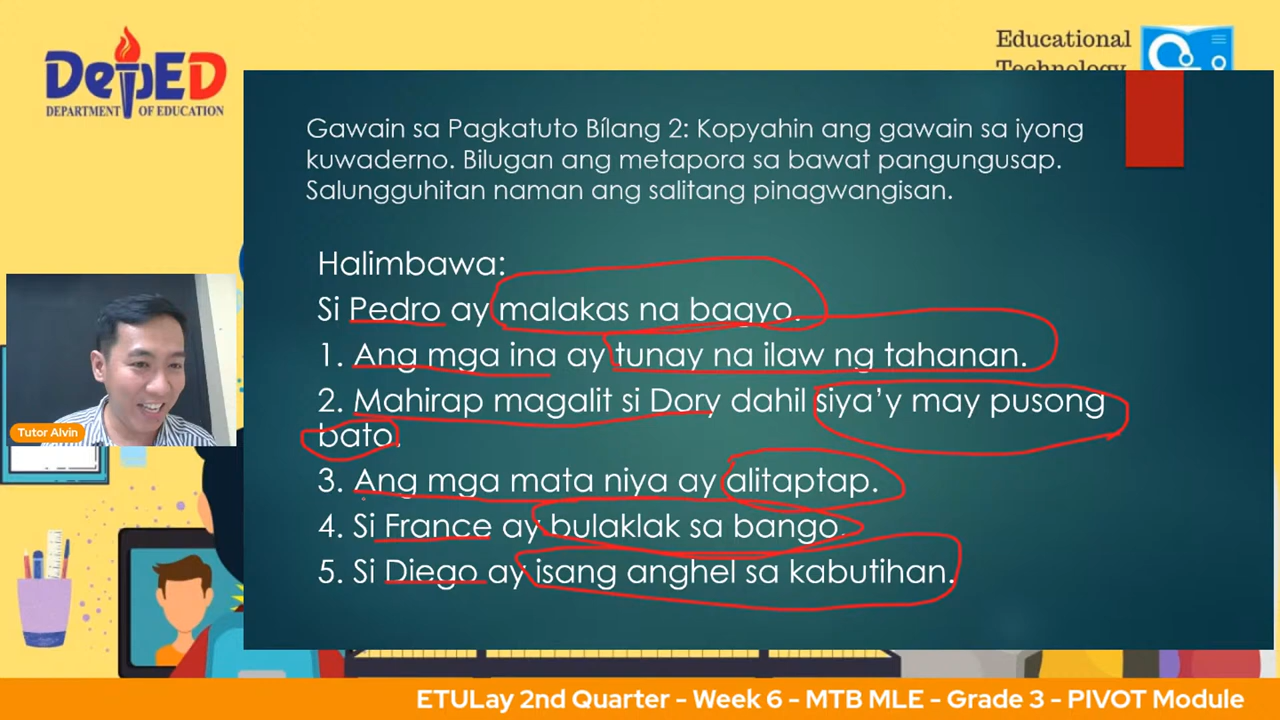 DepED
DEPARTMENT OF EDUCATION
Educational
Technology
Gawain sa Pagkatuto Bílang 2: Kopyahin ang gawain sa iyong
kuwaderno. Bilugan ang metapora sa bawat pangungusap.
Salungguhitan naman ang salitang pinagwangisan.
Halimbawa:
Si Pedro ay malakas na bagyo.
1. Ang mga ina ay tunay na ilaw ng tahanan.
2. Mahirap magalit si Dory dahil siya’y may pusong
bato.
3. Ang mga mata niya ay alitaptap.
4. Si France ay bulaklak sa bango.
5. Si Diego ay isang anghel sa kabutihan.
Tutor Alvin
ETULay 2nd Quarter - Week 6 - MTB MLE - Grade 3 - PIVOT Module